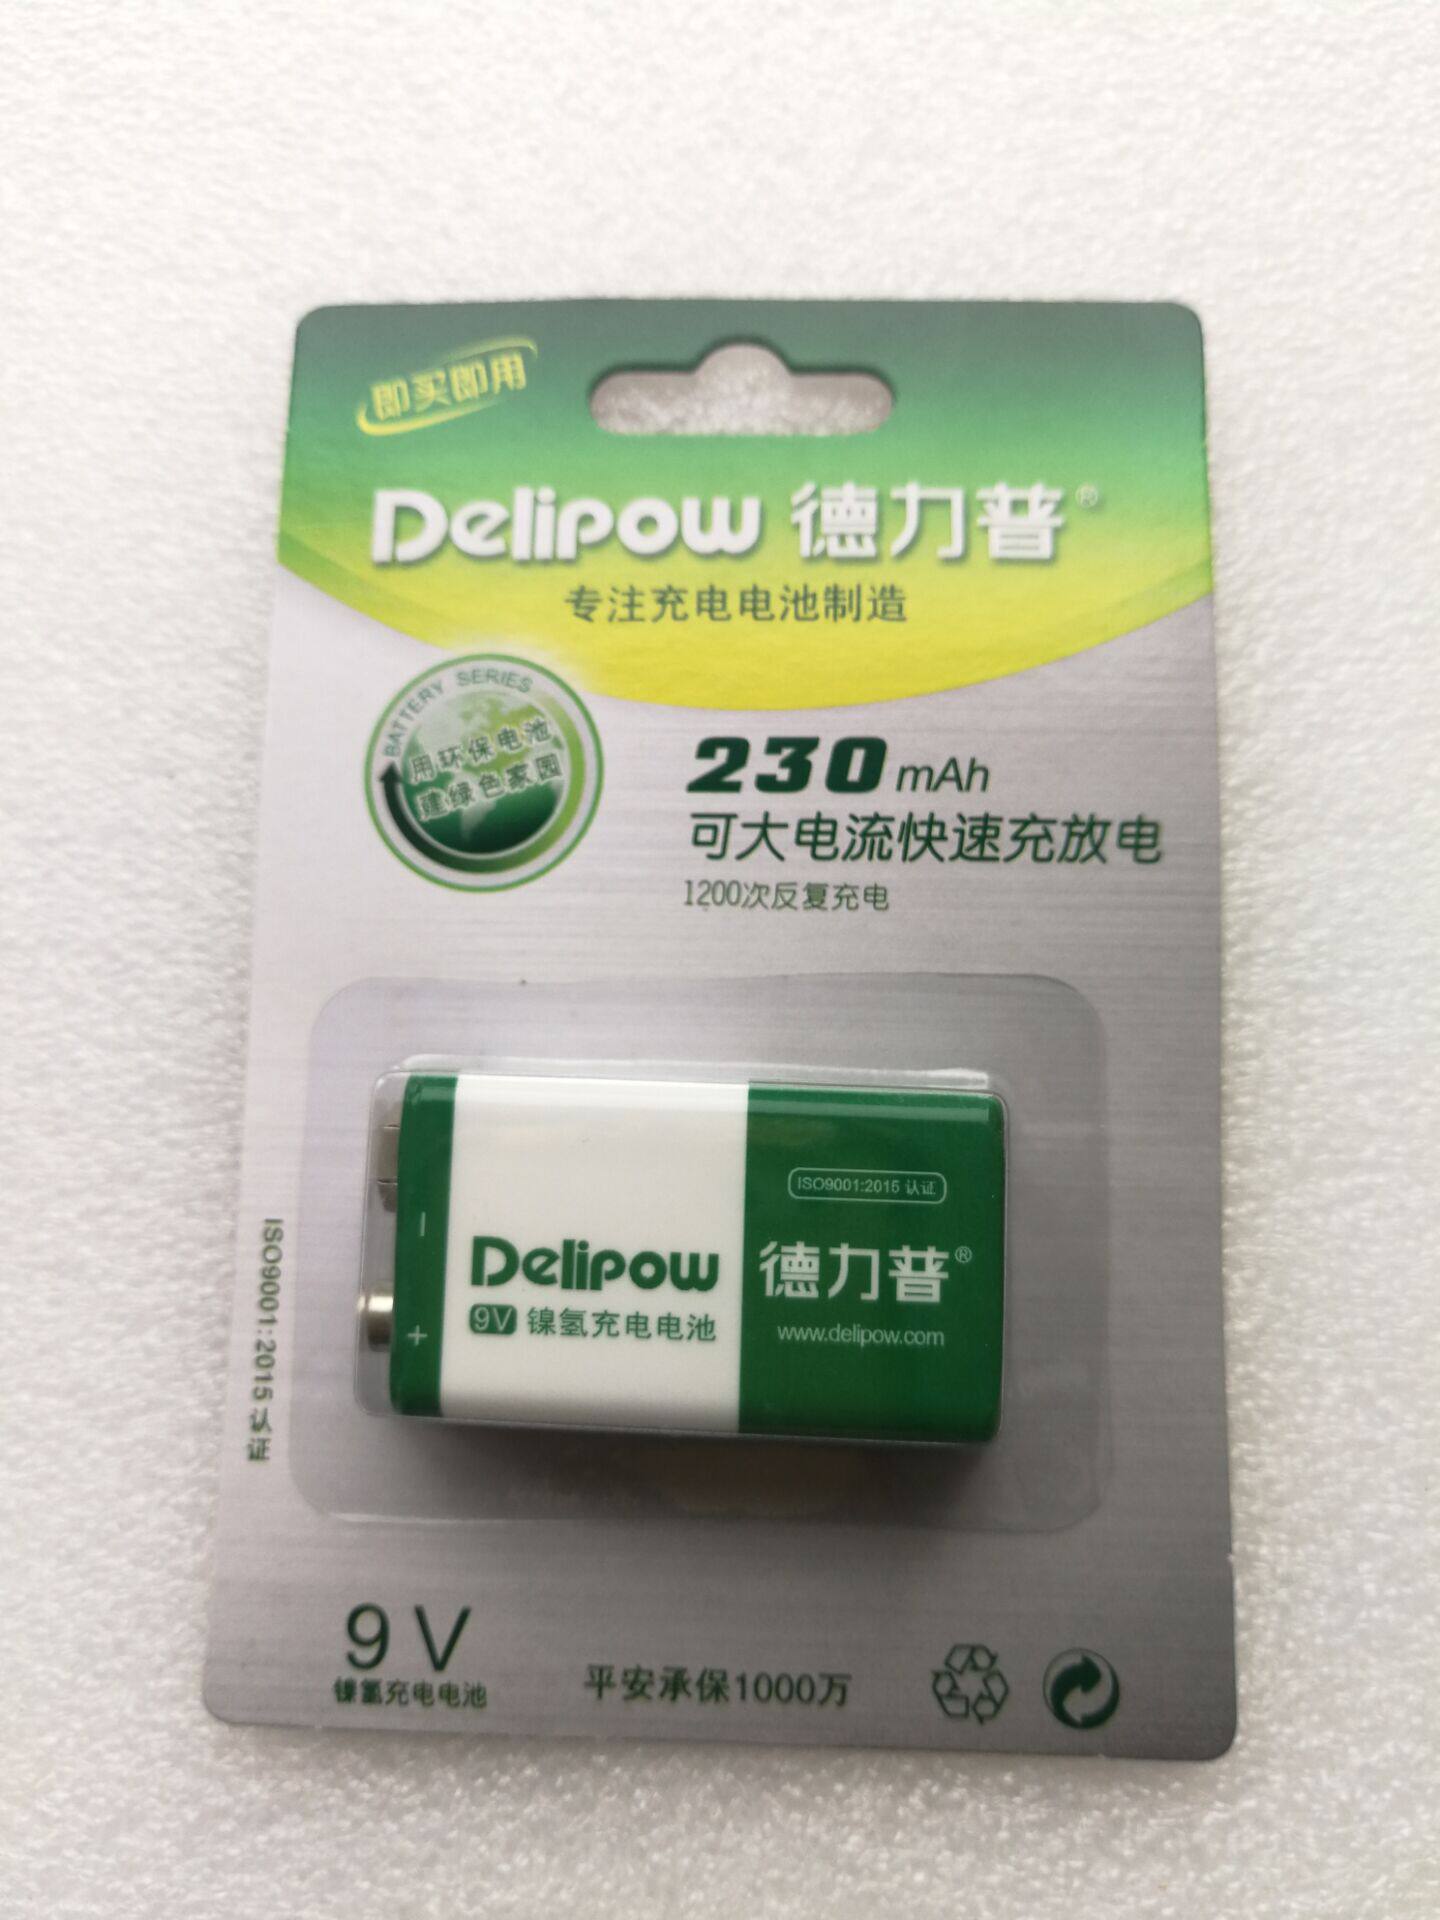 即买即用
Delipow 德力普®
专注充电电池制造
BATTERY SERIES
用环保电池
建绿色家园
230 mAh
可大电流快速充放电
1200次反复充电
ISO9001:2015 认证
-
+
Delipow
9V 镍氢充电电池
ISO9001:2015 认证
德力普®
www.delipow.com
9V
镍氢充电电池
平安承保1000万